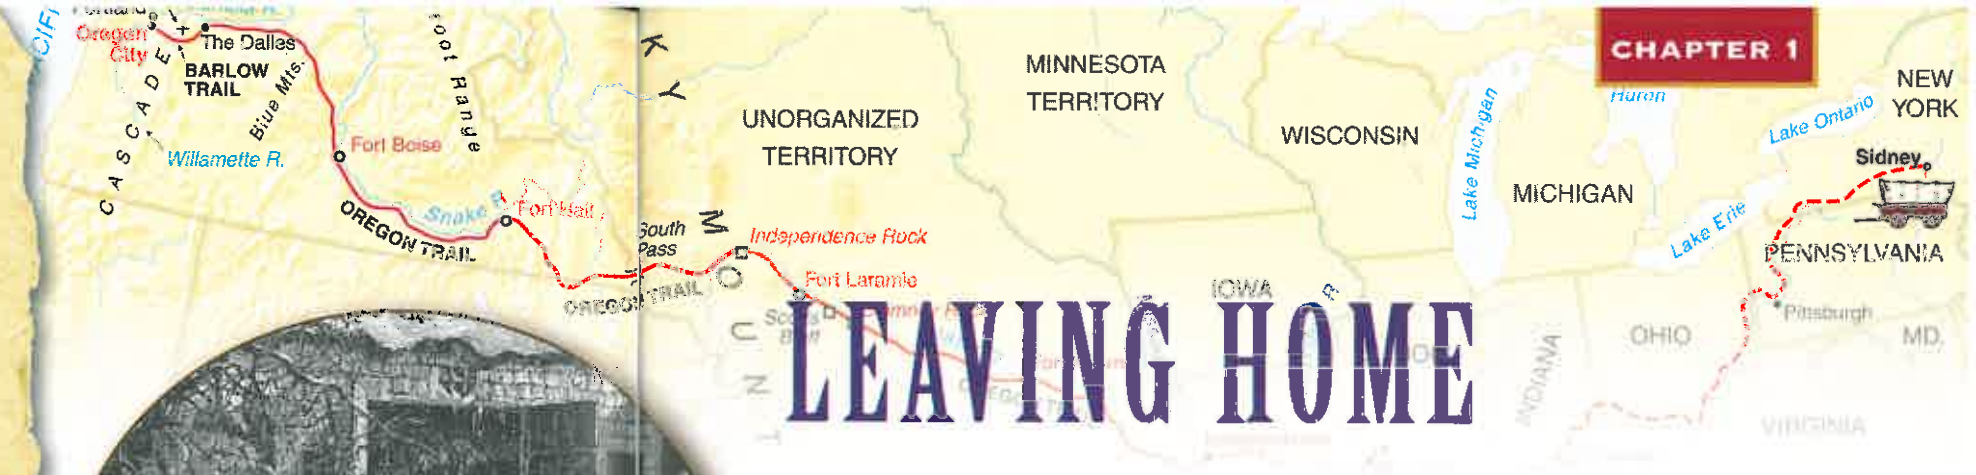 CHAPTER 1
LEAVING HOME
Portland
Oregon
City
The Dalles
BARLOW
TRAIL
CASCADE
Blue Mts.
Willamette R.
Fort Boise
Snake R.
Fort Hall
OREGON TRAIL
South
Pass
OREGON TRAIL
Independence Rock
Fort Laramie
K Y
M O U N T
UNORGANIZED
TERRITORY
MINNESOTA
TERRITORY
WISCONSIN
IOWA
Lake Michigan
MICHIGAN
Huron
Lake Ontario
Lake Erie
NEW
YORK
Sidney
PENNSYLVANIA
Pittsburgh
OHIO
MD.
INDIANA
VIRGINIA